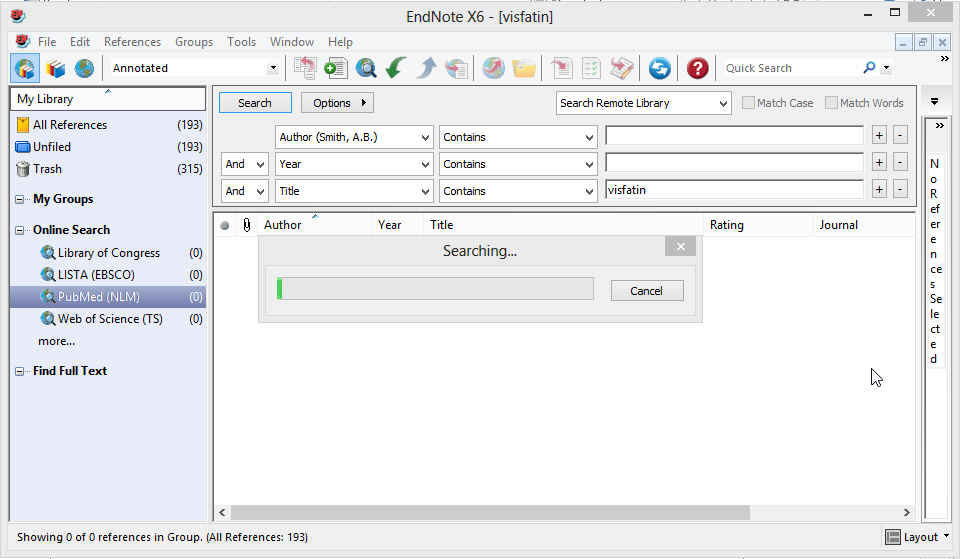 EndNote X6 - [visfatin]
File Edit References Groups Tools Window Help
Annotated
Quick Search
My Library
All References (193)
Unfiled (193)
Trash (315)
My Groups
Online Search
Library of Congress (0)
LISTA (EBSCO) (0)
PubMed (NLM) (0)
Web of Science (TS) (0)
more...
Find Full Text
Search Options Search Remote Library Match Case Match Words
Author (Smith, A.B.) Contains + -
And Year Contains + -
And Title Contains visfatin + -
Author Year Title Rating Journal
Searching...
Cancel
No References Selected
Showing 0 of 0 references in Group. (All References: 193)
Layout